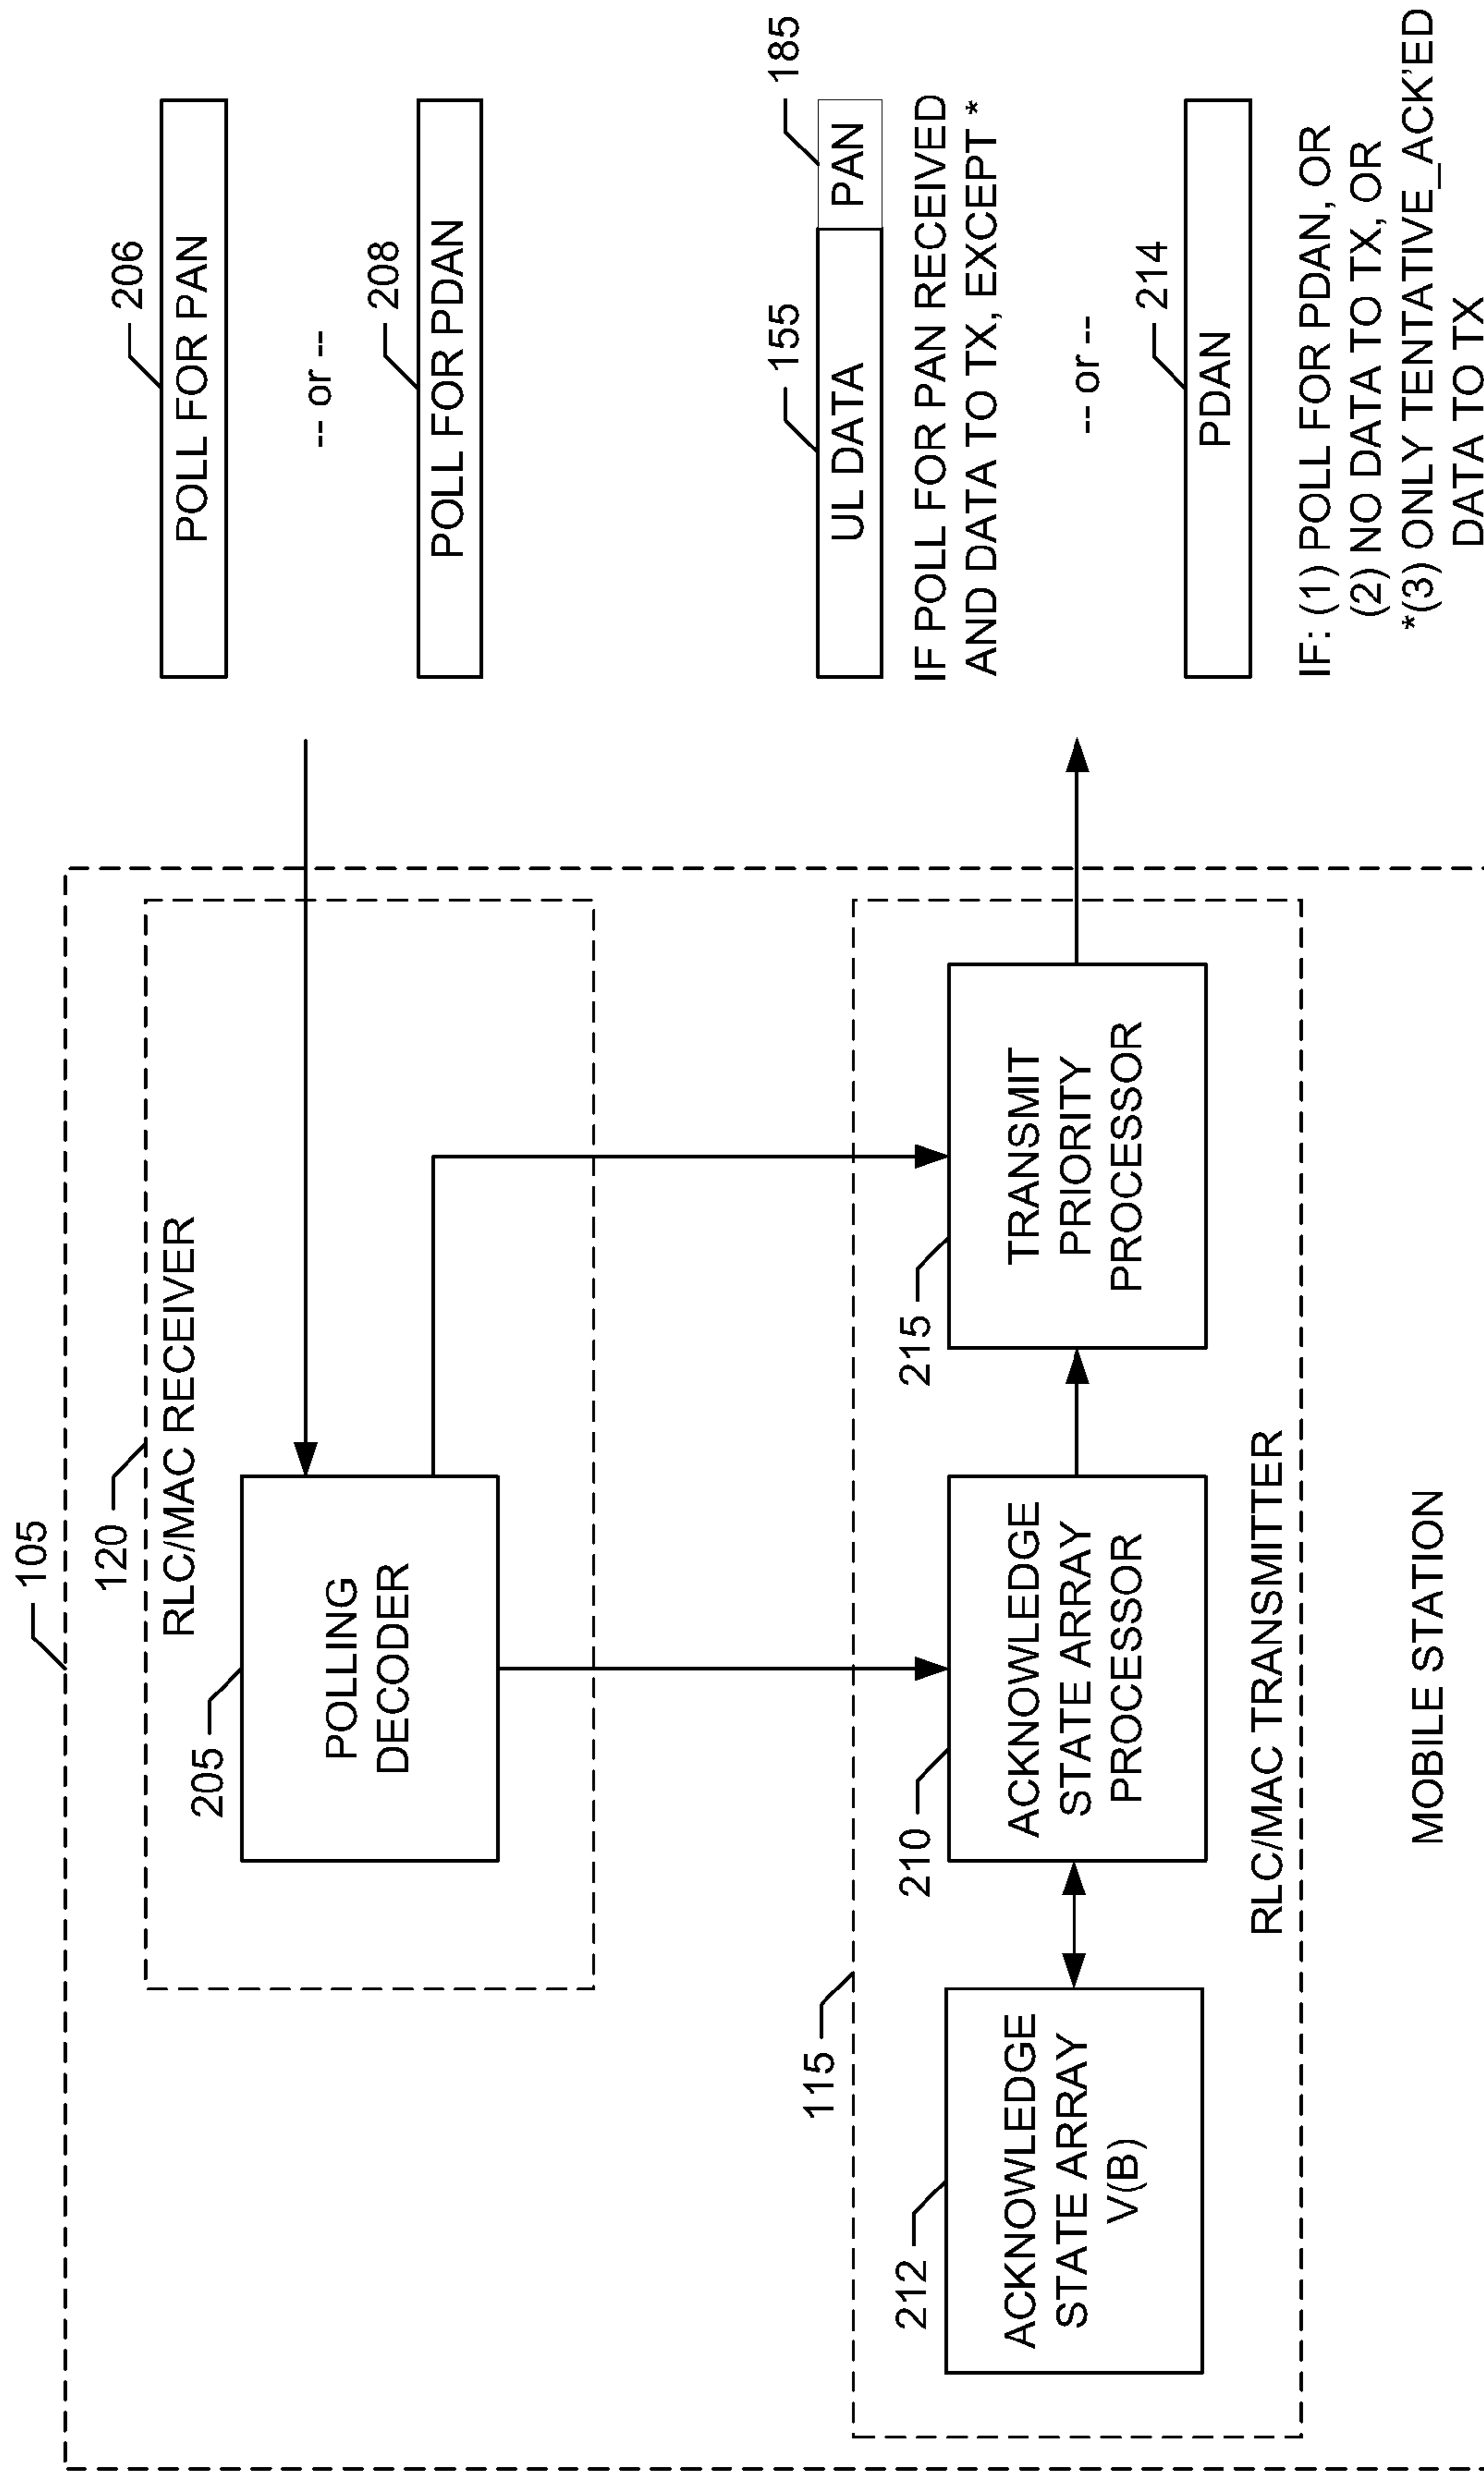 105
120
RLC/MAC RECEIVER
205
POLLING
DECODER
206
POLL FOR PAN
-- or --
208
POLL FOR PDAN
115
212
ACKNOWLEDGE
STATE ARRAY
V(B)
210
ACKNOWLEDGE
STATE ARRAY
PROCESSOR
215
TRANSMIT
PRIORITY
PROCESSOR
RLC/MAC TRANSMITTER
MOBILE STATION
155
185
UL DATA
PAN
IF POLL FOR PAN RECEIVED
AND DATA TO TX, EXCEPT *
-- or --
214
PDAN
IF: (1) POLL FOR PDAN, OR
(2) NO DATA TO TX, OR
*(3) ONLY TENTATIVE_ACK'ED
DATA TO TX